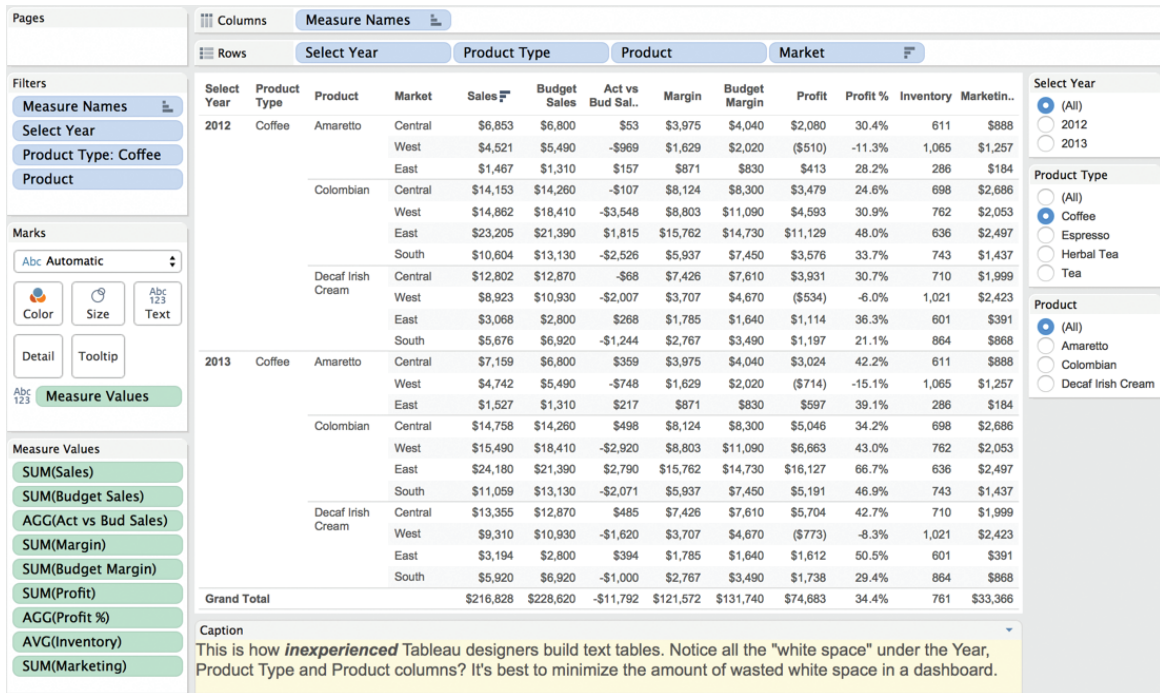 Pages
Columns Measure Names
Rows Select Year Product Type Product Market
Filters
Measure Names
Select Year
Product Type: Coffee
Product
Marks
Abc Automatic
Color Size Abc 123 Text
Detail Tooltip
Abc 123 Measure Values
Measure Values
SUM(Sales)
SUM(Budget Sales)
AGG(Act vs Bud Sales)
SUM(Margin)
SUM(Budget Margin)
SUM(Profit)
AGG(Profit %)
AVG(Inventory)
SUM(Marketing)
Select Year Product Type Product Market Sales Budget Sales Act vs Bud Sal.. Margin Budget Margin Profit Profit % Inventory Marketin..
2012 Coffee Amaretto Central $6,853 $6,800 $53 $3,975 $4,040 $2,080 30.4% 611 $888
West $4,521 $5,490 -$969 $1,629 $2,020 ($510) -11.3% 1,065 $1,257
East $1,467 $1,310 $157 $871 $830 $413 28.2% 286 $184
Colombian Central $14,153 $14,260 -$107 $8,124 $8,300 $3,479 24.6% 698 $2,686
West $14,862 $18,410 -$3,548 $8,803 $11,090 $4,593 30.9% 762 $2,053
East $23,205 $21,390 $1,815 $15,762 $14,730 $11,129 48.0% 636 $2,497
South $10,604 $13,130 -$2,526 $5,937 $7,450 $3,576 33.7% 743 $1,437
Decaf Irish Cream Central $12,802 $12,870 -$68 $7,426 $7,610 $3,931 30.7% 710 $1,999
West $8,923 $10,930 -$2,007 $3,707 $4,670 ($534) -6.0% 1,021 $2,423
East $3,068 $2,800 $268 $1,785 $1,640 $1,114 36.3% 601 $391
South $5,676 $6,920 -$1,244 $2,767 $3,490 $1,197 21.1% 864 $868
2013 Coffee Amaretto Central $7,159 $6,800 $359 $3,975 $4,040 $3,024 42.2% 611 $888
West $4,742 $5,490 -$748 $1,629 $2,020 ($714) -15.1% 1,065 $1,257
East $1,527 $1,310 $217 $871 $830 $597 39.1% 286 $184
Colombian Central $14,758 $14,260 $498 $8,124 $8,300 $5,046 34.2% 698 $2,686
West $15,490 $18,410 -$2,920 $8,803 $11,090 $6,663 43.0% 762 $2,053
East $24,180 $21,390 $2,790 $15,762 $14,730 $16,127 66.7% 636 $2,497
South $11,059 $13,130 -$2,071 $5,937 $7,450 $5,191 46.9% 743 $1,437
Decaf Irish Cream Central $13,355 $12,870 $485 $7,426 $7,610 $5,704 42.7% 710 $1,999
West $9,310 $10,930 -$1,620 $3,707 $4,670 ($773) -8.3% 1,021 $2,423
East $3,194 $2,800 $394 $1,785 $1,640 $1,612 50.5% 601 $391
South $5,920 $6,920 -$1,000 $2,767 $3,490 $1,738 29.4% 864 $868
Grand Total $216,828 $228,620 -$11,792 $121,572 $131,740 $74,683 34.4% 761 $33,366
Caption
This is how inexperienced Tableau designers build text tables. Notice all the "white space" under the Year,
Product Type and Product columns? It's best to minimize the amount of wasted white space in a dashboard.
Select Year
(All)
2012
2013
Product Type
(All)
Coffee
Espresso
Herbal Tea
Tea
Product
(All)
Amaretto
Colombian
Decaf Irish Cream